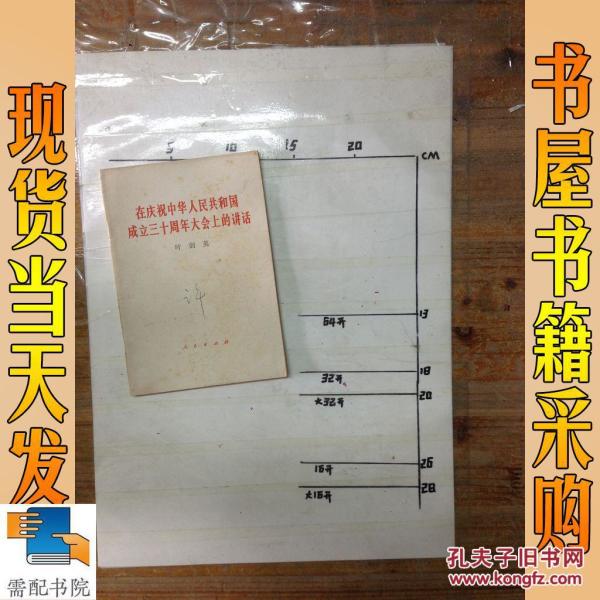 现货当天发
书屋书籍采购
5 10 15 20 CM
在庆祝中华人民共和国
成立三十周年大会上的讲话
叶剑英
许
人民出版社
64开 13
32开 18
大32开 20
16开 26
大16开 28
需配书院
孔夫子旧书网
www.kongfz.com